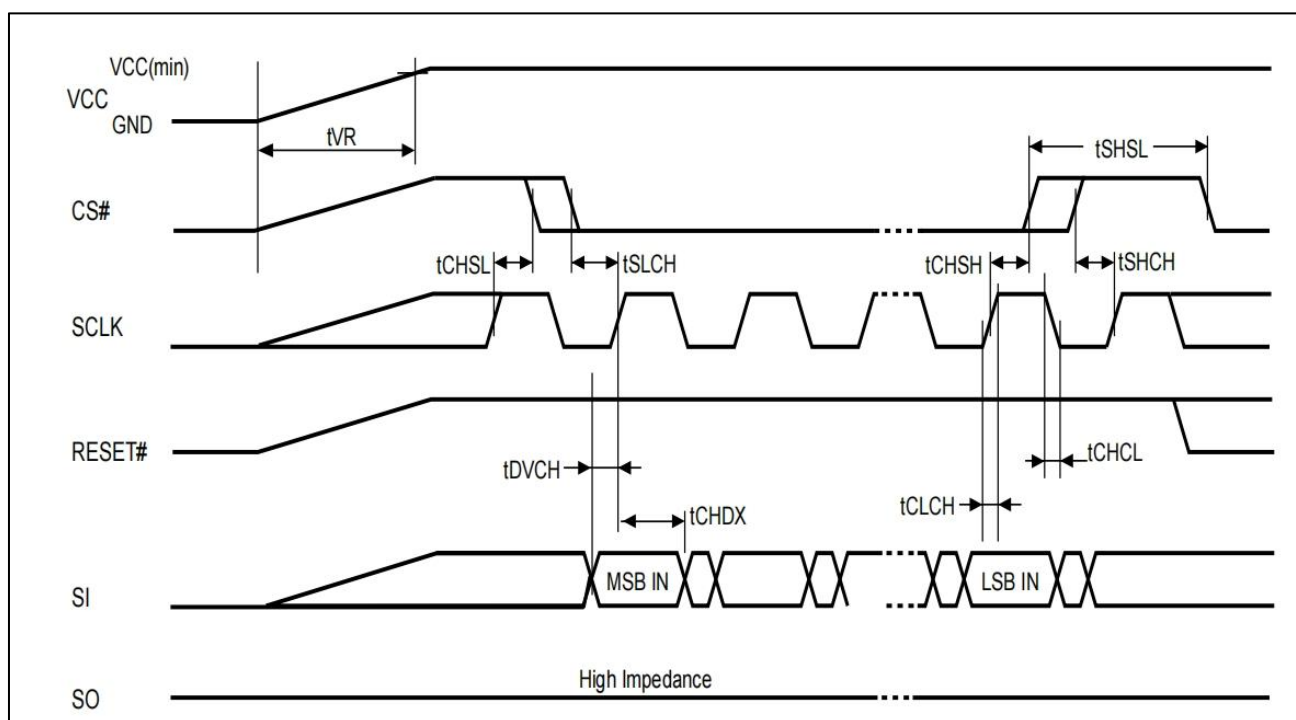 VCC(min)
VCC
GND
tVR
tSHSL
CS#
tCHSL
tSLCH
tCHSH
tSHCH
SCLK
RESET#
tDVCH
tCHCL
tCLCH
tCHDX
SI
MSB IN
LSB IN
High Impedance
SO